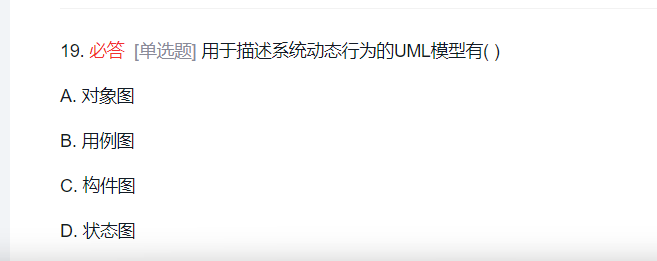 19. 必答 [单选题] 用于描述系统动态行为的UML模型有( )
A. 对象图
B. 用例图
C. 构件图
D. 状态图